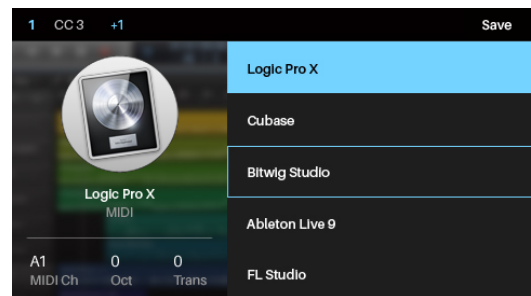 1 CC 3 +1 Save
Logic Pro X
MIDI
A1 0 0
MIDI Ch Oct Trans
Logic Pro X
Cubase
Bitwig Studio
Ableton Live 9
FL Studio